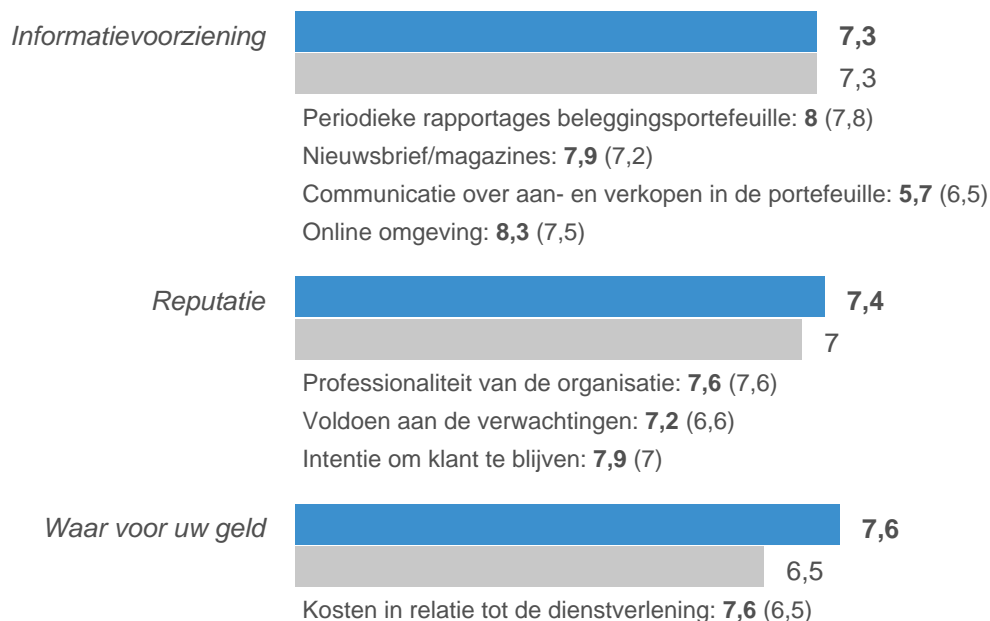 Informatievoorziening
7,3
7,3
Periodieke rapportages beleggingsportefeuille: 8 (7,8)
Nieuwsbrief/magazines: 7,9 (7,2)
Communicatie over aan- en verkopen in de portefeuille: 5,7 (6,5)
Online omgeving: 8,3 (7,5)
Reputatie
7,4
7
Professionaliteit van de organisatie: 7,6 (7,6)
Voldoen aan de verwachtingen: 7,2 (6,6)
Intentie om klant te blijven: 7,9 (7)
Waar voor uw geld
7,6
6,5
Kosten in relatie tot de dienstverlening: 7,6 (6,5)